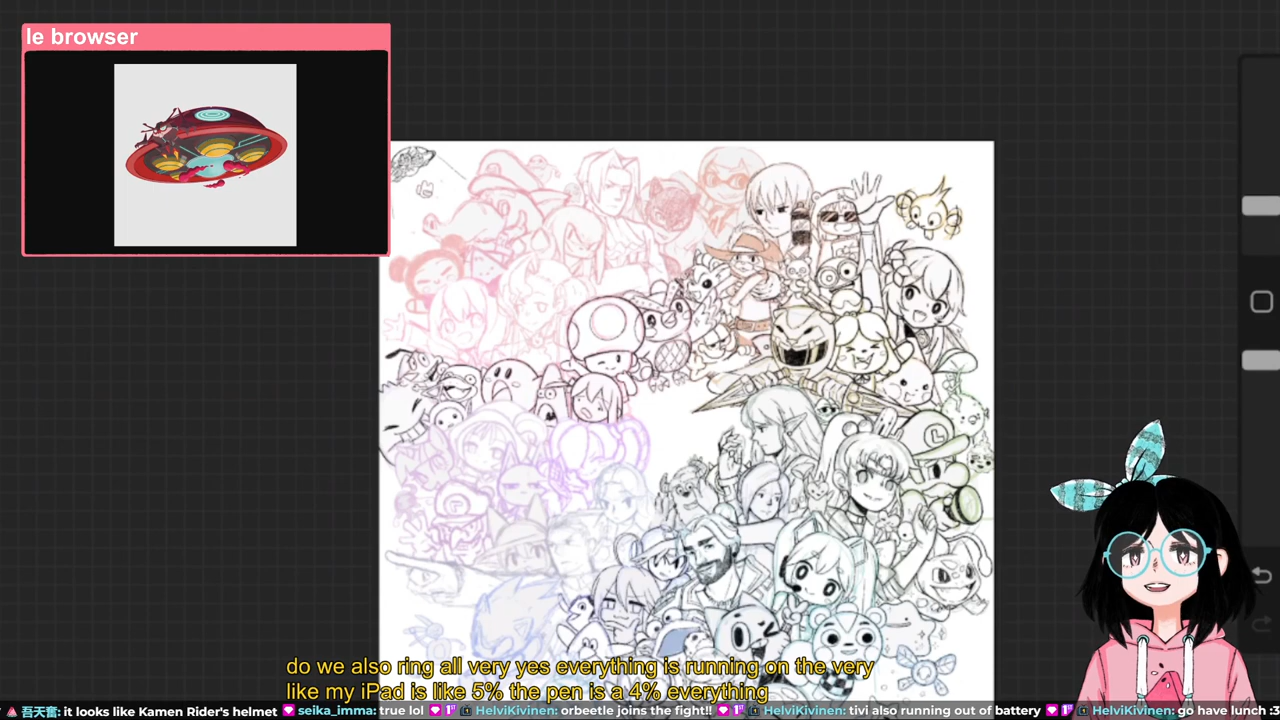 le browser
do we also ring all very yes everything is running on the very
like my iPad is like 5% the pen is a 4% everything
吾天奮: it looks like Kamen Rider's helmet seika_imma: true lol HelviKivinen: orbeetle joins the fight!! HelviKivinen: tivi also running out of battery HelviKivinen: go have lunch :3